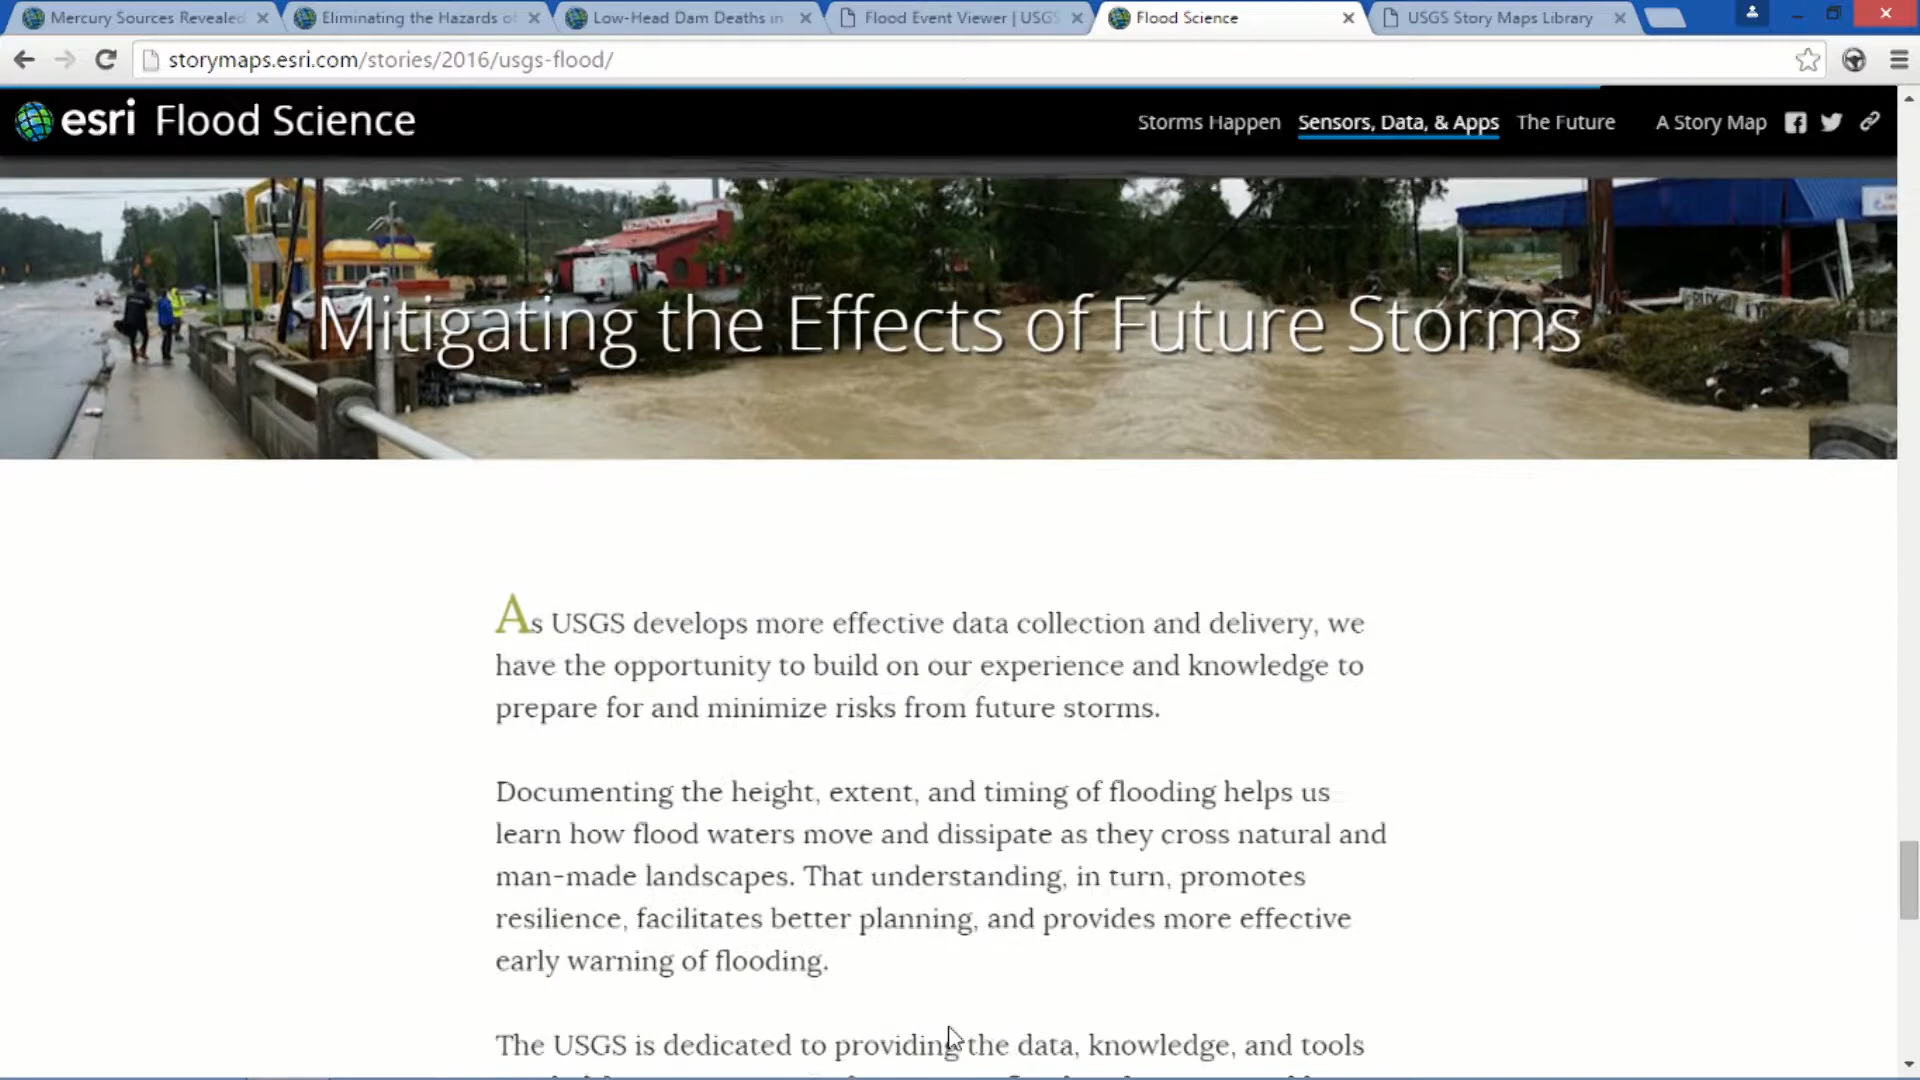 Mercury Sources Revealed
Eliminating the Hazards of
Low-Head Dam Deaths in
Flood Event Viewer | USGS
Flood Science
USGS Story Maps Library
storymaps.esri.com/stories/2016/usgs-flood/
esri Flood Science
Storms Happen
Sensors, Data, & Apps
The Future
A Story Map
Mitigating the Effects of Future Storms
As USGS develops more effective data collection and delivery, we
have the opportunity to build on our experience and knowledge to
prepare for and minimize risks from future storms.
Documenting the height, extent, and timing of flooding helps us
learn how flood waters move and dissipate as they cross natural and
man-made landscapes. That understanding, in turn, promotes
resilience, facilitates better planning, and provides more effective
early warning of flooding.
The USGS is dedicated to providing the data, knowledge, and tools